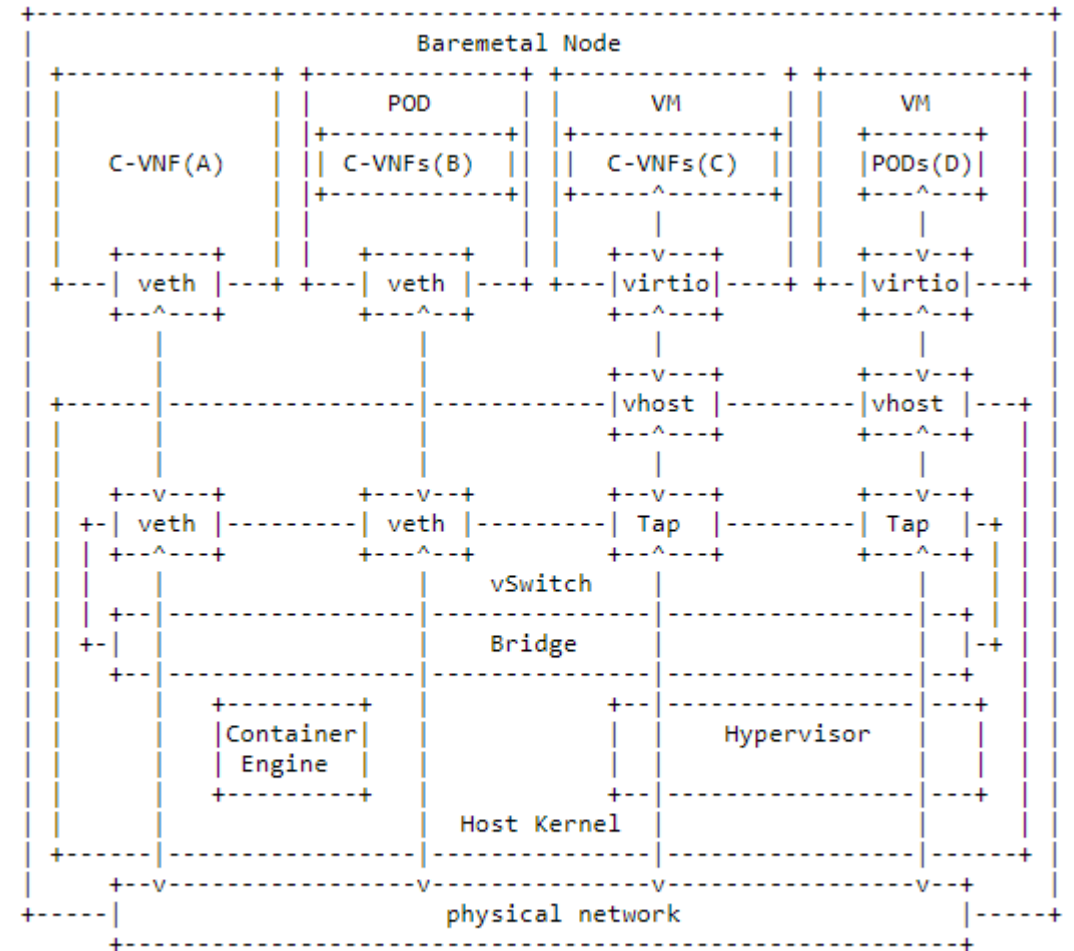 Baremetal Node
POD VM VM
C-VNF(A) C-VNFs(B) C-VNFs(C) PODs(D)
veth veth virtio virtio
vhost vhost
veth veth Tap Tap
vSwitch
Bridge
Container Hypervisor
Engine
Host Kernel
physical network